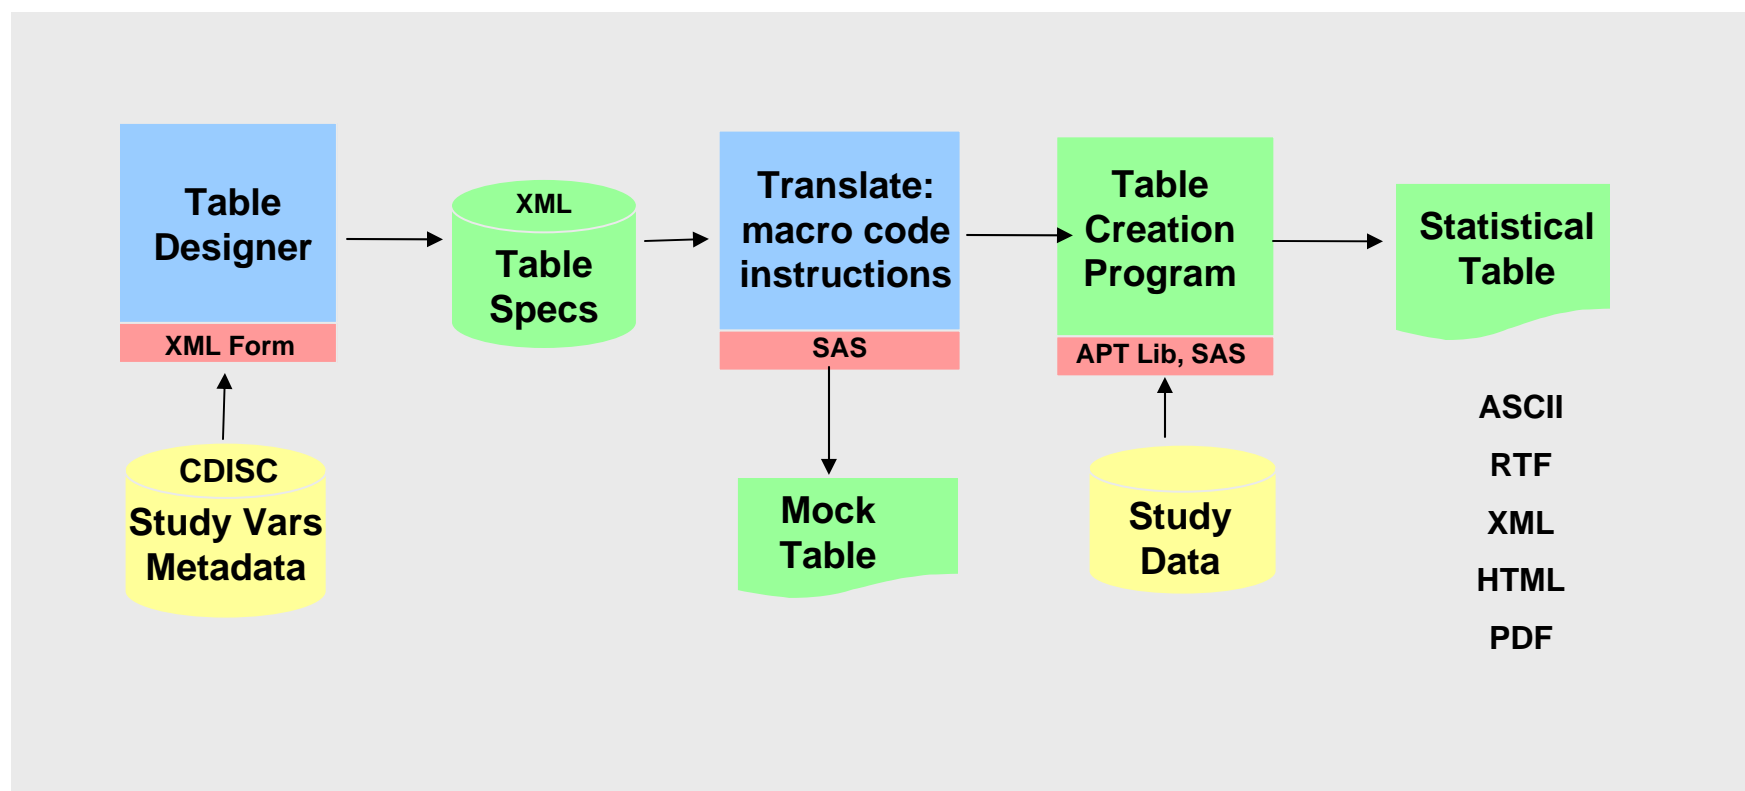 Table
Designer
XML Form
CDISC
Study Vars
Metadata
XML
Table
Specs
Translate:
macro code
instructions
SAS
Mock
Table
Table
Creation
Program
APT Lib, SAS
Study
Data
Statistical
Table
ASCII
RTF
XML
HTML
PDF